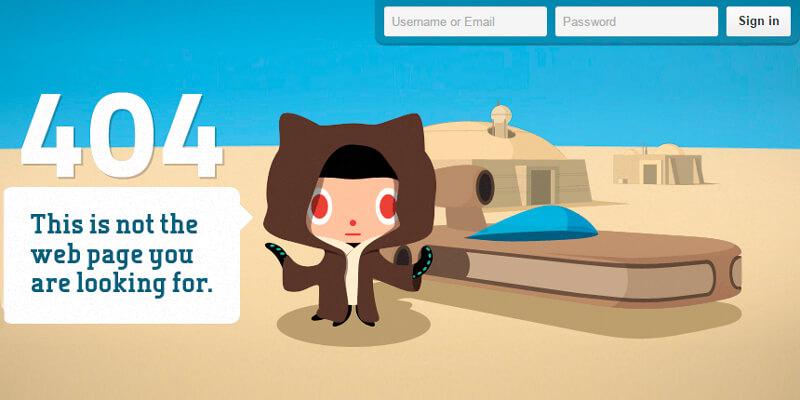 Username or Email Password Sign in
404
This is not the
web page you
are looking for.